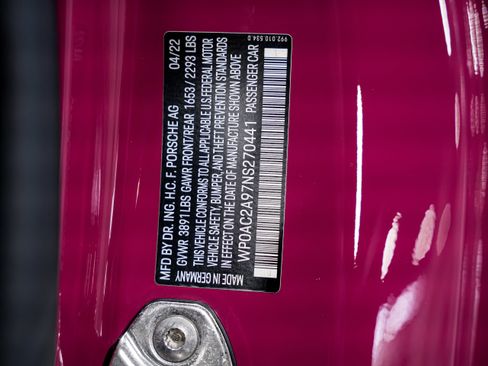 992.010.534.0
04/22
MFD BY DR. ING. H.C. F. PORSCHE AG
GVWR 3891 LBS GAWR FRONT/REAR 1653 / 2293 LBS
THIS VEHICLE CONFORMS TO ALL APPLICABLE U.S. FEDERAL MOTOR
VEHICLE SAFETY, BUMPER, AND THEFT PREVENTION STANDARDS
IN EFFECT ON THE DATE OF MANUFACTURE SHOWN ABOVE
WP0AC2A97NS270441 PASSENGER CAR
MADE IN GERMANY